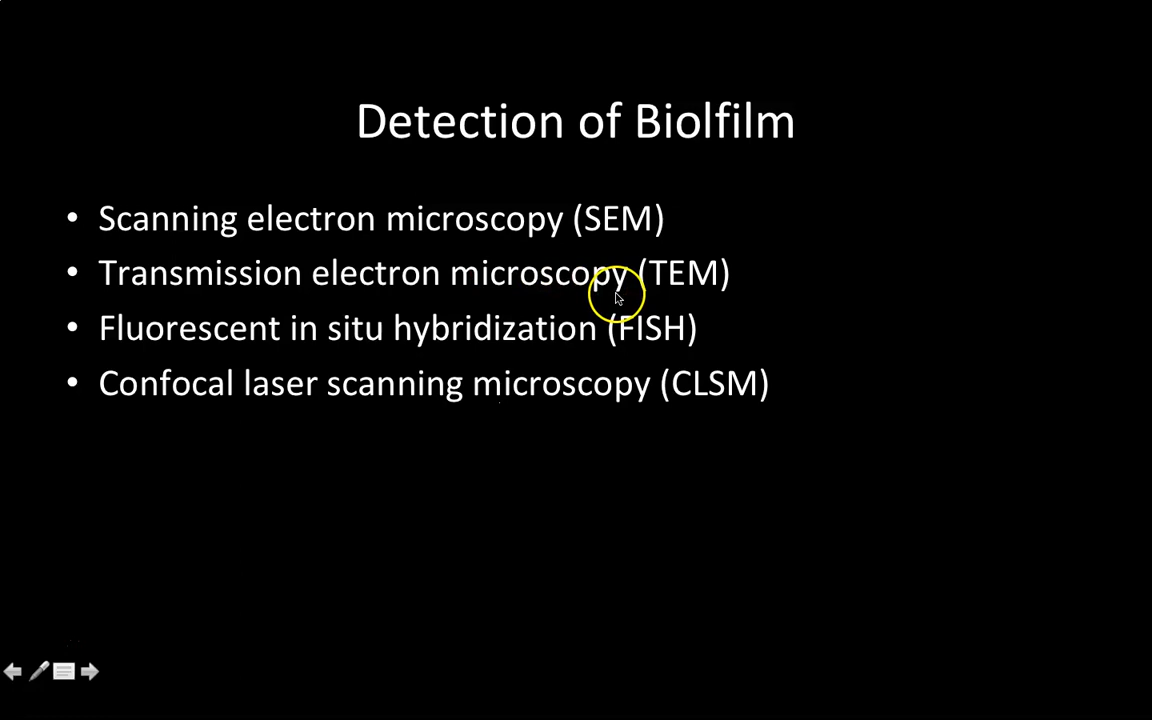 Detection of Biolfilm
• Scanning electron microscopy (SEM)
• Transmission electron microscopy (TEM)
• Fluorescent in situ hybridization (FISH)
• Confocal laser scanning microscopy (CLSM)